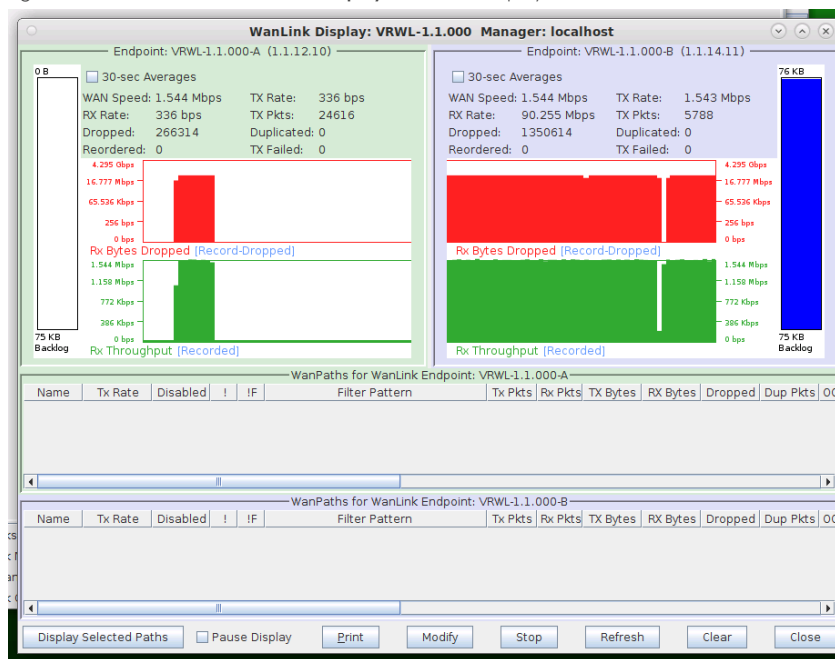 WanLink Display: VRWL-1.1.000 Manager: localhost
Endpoint: VRWL-1.1.000-A (1.1.12.10)
0 B
30-sec Averages
WAN Speed: 1.544 Mbps TX Rate: 336 bps
RX Rate: 336 bps TX Pkts: 24616
Dropped: 266314 Duplicated: 0
Reordered: 0 TX Failed: 0
4.295 Gbps
16.777 Mbps
65.536 Kbps
256 bps
0 bps
Rx Bytes Dropped [Record-Dropped]
1.544 Mbps
1.158 Mbps
772 Kbps
386 Kbps
0 bps
75 KB
Backlog
Rx Throughput [Recorded]
Endpoint: VRWL-1.1.000-B (1.1.14.11)
76 KB
30-sec Averages
WAN Speed: 1.544 Mbps TX Rate: 1.543 Mbps
RX Rate: 90.255 Mbps TX Pkts: 5788
Dropped: 1350614 Duplicated: 0
Reordered: 0 TX Failed: 0
4.295 Gbps
16.777 Mbps
65.536 Kbps
256 bps
0 bps
Rx Bytes Dropped [Record-Dropped]
1.544 Mbps
1.158 Mbps
772 Kbps
386 Kbps
0 bps
75 KB
Backlog
Rx Throughput [Recorded]
WanPaths for WanLink Endpoint: VRWL-1.1.000-A
Name Tx Rate Disabled ! !F Filter Pattern Tx Pkts Rx Pkts TX Bytes RX Bytes Dropped Dup Pkts
WanPaths for WanLink Endpoint: VRWL-1.1.000-B
Name Tx Rate Disabled ! !F Filter Pattern Tx Pkts Rx Pkts TX Bytes RX Bytes Dropped Dup Pkts
Display Selected Paths Pause Display Print Modify Stop Refresh Clear Close